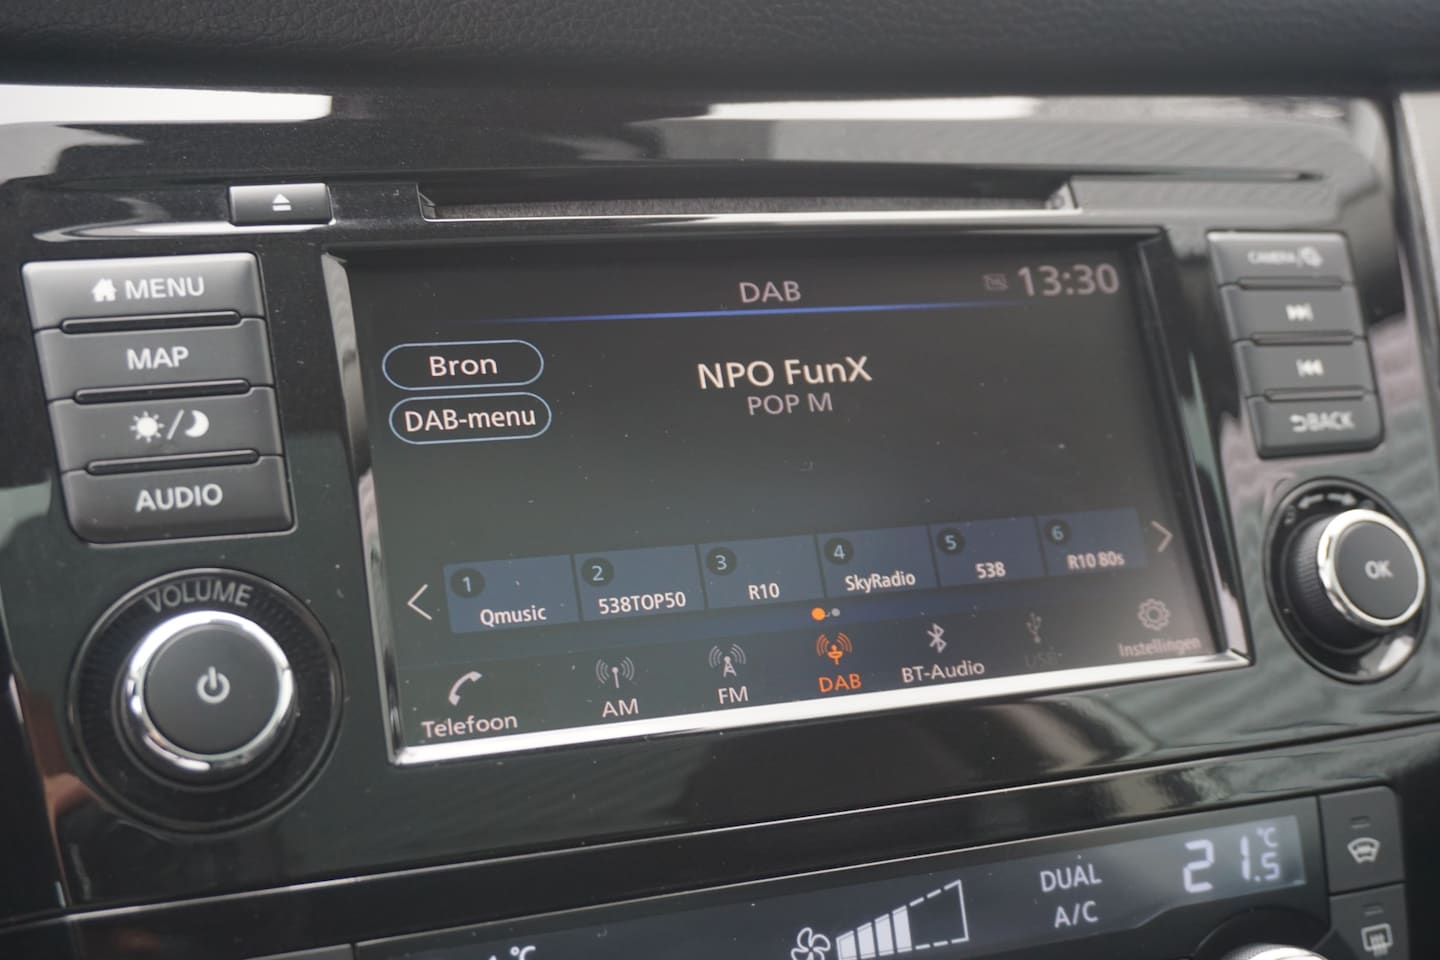 MENU
MAP
AUDIO
VOLUME
DAB
13:30
Bron
DAB-menu
NPO FunX
POP M
1
Qmusic
2
538TOP50
3
R10
4
SkyRadio
5
538
6
R10 80s
Telefoon
AM
FM
DAB
BT-Audio
USB
Instellingen
CAMERA/
BACK
OK
°C
DUAL
A/C
21.5 °C